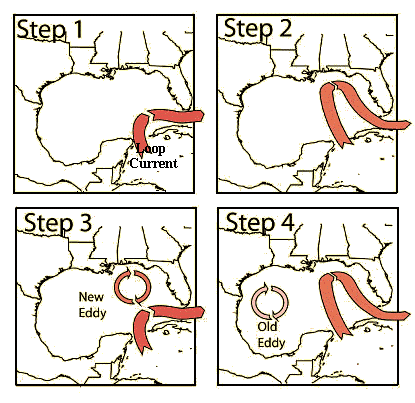 Step 1
Loop
Current
Step 2
Step 3
New
Eddy
Step 4
Old
Eddy